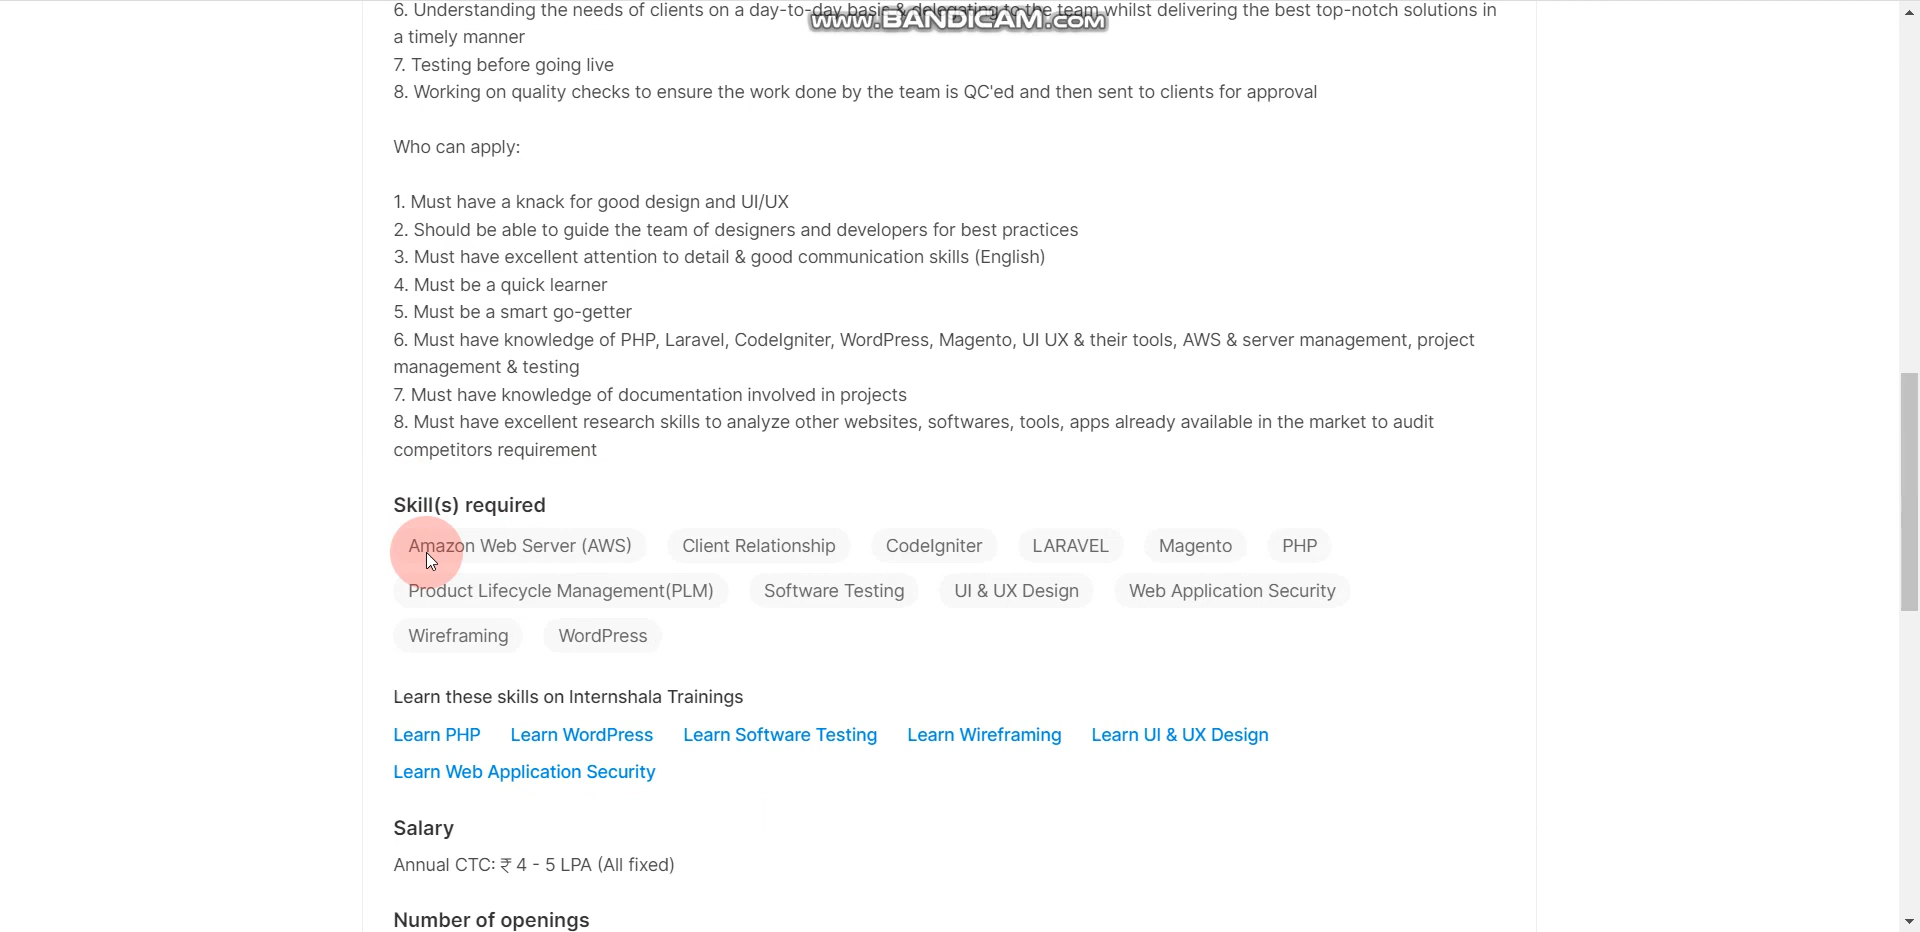 6. Understanding the needs of clients on a day-to-day basis & delegating to the team whilst delivering the best top-notch solutions in
www.BANDICAM.com
a timely manner
7. Testing before going live
8. Working on quality checks to ensure the work done by the team is QC'ed and then sent to clients for approval
Who can apply:
1. Must have a knack for good design and UI/UX
2. Should be able to guide the team of designers and developers for best practices
3. Must have excellent attention to detail & good communication skills (English)
4. Must be a quick learner
5. Must be a smart go-getter
6. Must have knowledge of PHP, Laravel, CodeIgniter, WordPress, Magento, UI UX & their tools, AWS & server management, project
management & testing
7. Must have knowledge of documentation involved in projects
8. Must have excellent research skills to analyze other websites, softwares, tools, apps already available in the market to audit
competitors requirement
Skill(s) required
Amazon Web Server (AWS) Client Relationship CodeIgniter LARAVEL Magento PHP
Product Lifecycle Management(PLM) Software Testing UI & UX Design Web Application Security
Wireframing WordPress
Learn these skills on Internshala Trainings
Learn PHP Learn WordPress Learn Software Testing Learn Wireframing Learn UI & UX Design
Learn Web Application Security
Salary
Annual CTC: ₹ 4 - 5 LPA (All fixed)
Number of openings